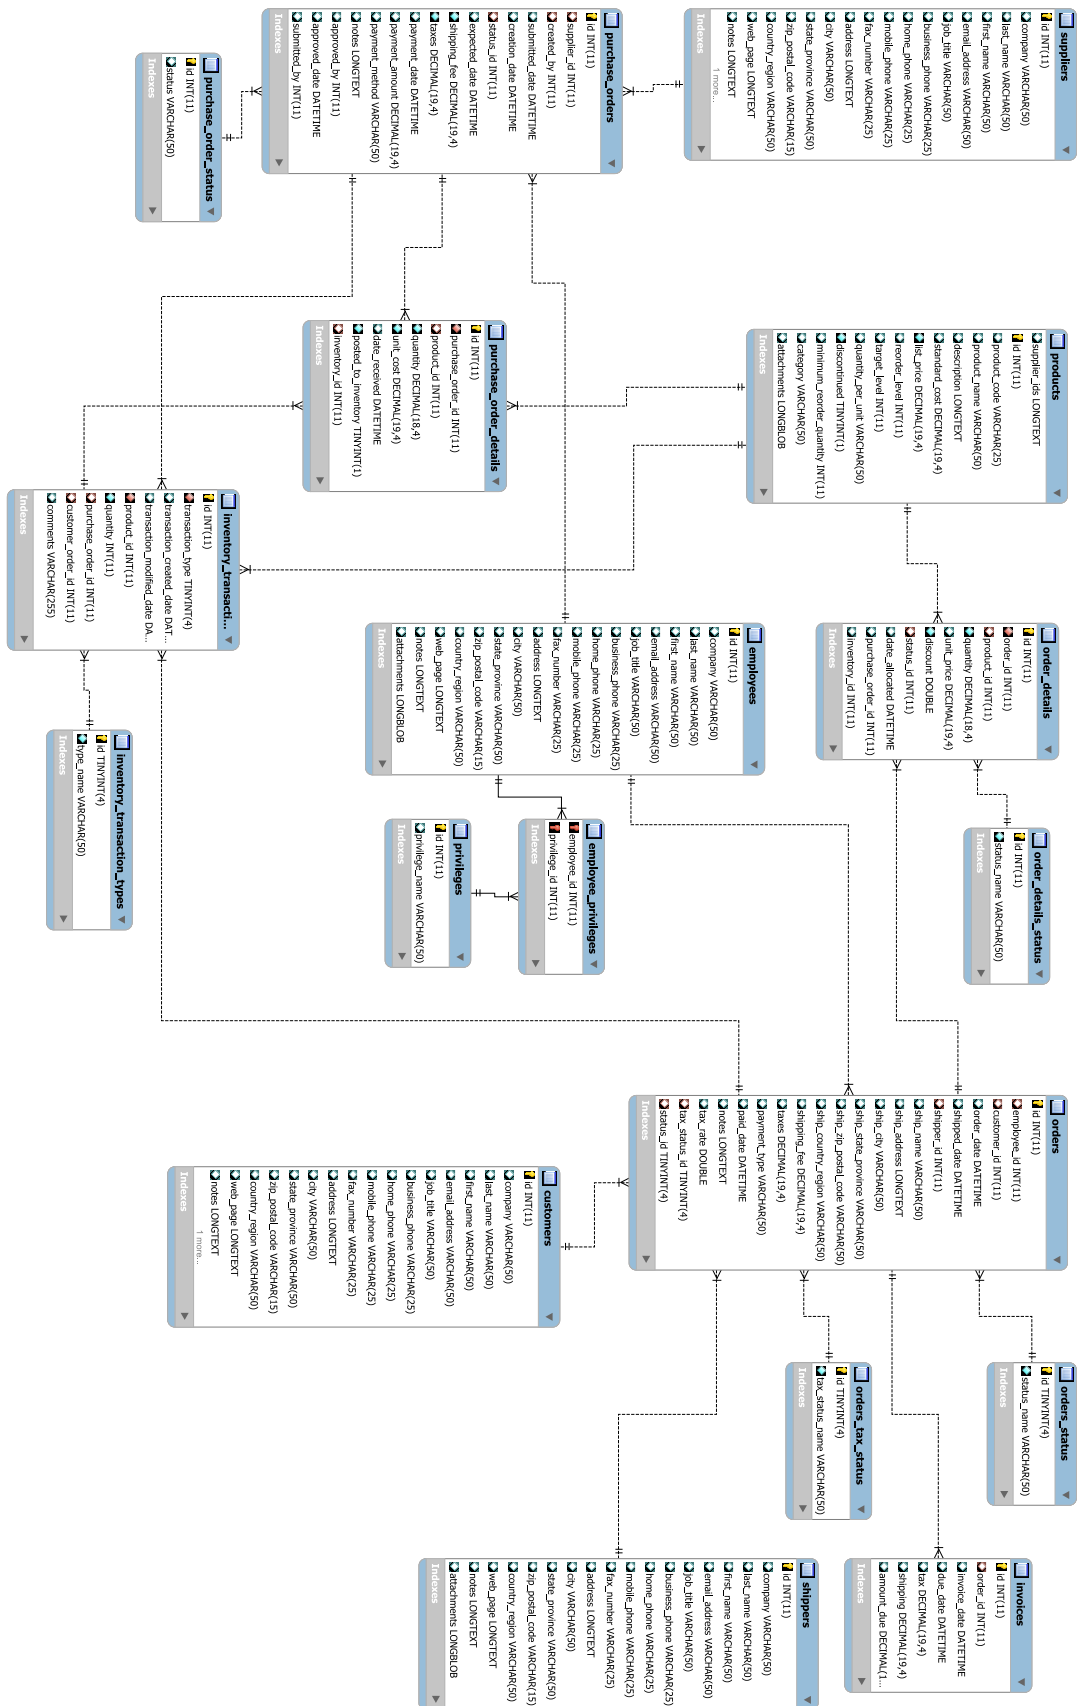 suppliers
id INT(11)
company VARCHAR(50)
last_name VARCHAR(50)
first_name VARCHAR(50)
email_address VARCHAR(50)
job_title VARCHAR(50)
business_phone VARCHAR(25)
home_phone VARCHAR(25)
mobile_phone VARCHAR(25)
fax_number VARCHAR(25)
address LONGTEXT
city VARCHAR(50)
state_province VARCHAR(50)
zip_postal_code VARCHAR(15)
country_region VARCHAR(50)
web_page LONGTEXT
notes LONGTEXT
1 more...
purchase_orders
id INT(11)
supplier_id INT(11)
created_by INT(11)
submitted_date DATETIME
creation_date DATETIME
status_id INT(11)
expected_date DATETIME
shipping_fee DECIMAL(19,4)
taxes DECIMAL(19,4)
payment_date DATETIME
payment_amount DECIMAL(19,4)
payment_method VARCHAR(50)
notes LONGTEXT
approved_by INT(11)
approved_date DATETIME
submitted_by INT(11)
Indexes
purchase_order_status
id INT(11)
status VARCHAR(50)
Indexes
products
supplier_ids LONGTEXT
id INT(11)
product_code VARCHAR(25)
product_name VARCHAR(50)
description LONGTEXT
standard_cost DECIMAL(19,4)
list_price DECIMAL(19,4)
reorder_level INT(11)
target_level INT(11)
quantity_per_unit VARCHAR(50)
discontinued TINYINT(1)
minimum_reorder_quantity INT(11)
category VARCHAR(50)
attachments LONGBLOB
Indexes
purchase_order_details
id INT(11)
purchase_order_id INT(11)
product_id INT(11)
quantity DECIMAL(18,4)
unit_cost DECIMAL(19,4)
date_received DATETIME
posted_to_inventory TINYINT(1)
inventory_id INT(11)
Indexes
inventory_transacti...
id INT(11)
transaction_type TINYINT(4)
transaction_created_date DAT...
transaction_modified_date DA...
product_id INT(11)
quantity INT(11)
purchase_order_id INT(11)
customer_order_id INT(11)
comments VARCHAR(255)
Indexes
order_details
id INT(11)
order_id INT(11)
product_id INT(11)
quantity DECIMAL(18,4)
unit_price DECIMAL(19,4)
discount DOUBLE
status_id INT(11)
date_allocated DATETIME
purchase_order_id INT(11)
inventory_id INT(11)
Indexes
employees
id INT(11)
company VARCHAR(50)
last_name VARCHAR(50)
first_name VARCHAR(50)
email_address VARCHAR(50)
job_title VARCHAR(50)
business_phone VARCHAR(25)
home_phone VARCHAR(25)
mobile_phone VARCHAR(25)
fax_number VARCHAR(25)
address LONGTEXT
city VARCHAR(50)
state_province VARCHAR(50)
zip_postal_code VARCHAR(15)
country_region VARCHAR(50)
web_page LONGTEXT
notes LONGTEXT
attachments LONGBLOB
Indexes
inventory_transaction_types
id TINYINT(4)
type_name VARCHAR(50)
Indexes
order_details_status
id INT(11)
status_name VARCHAR(50)
Indexes
employee_privileges
employee_id INT(11)
privilege_id INT(11)
Indexes
privileges
id INT(11)
privilege_name VARCHAR(50)
Indexes
orders
id INT(11)
employee_id INT(11)
customer_id INT(11)
order_date DATETIME
shipped_date DATETIME
shipper_id INT(11)
ship_name VARCHAR(50)
ship_address LONGTEXT
ship_city VARCHAR(50)
ship_state_province VARCHAR(50)
ship_zip_postal_code VARCHAR(50)
ship_country_region VARCHAR(50)
shipping_fee DECIMAL(19,4)
taxes DECIMAL(19,4)
payment_type VARCHAR(50)
paid_date DATETIME
notes LONGTEXT
tax_rate DOUBLE
tax_status_id TINYINT(4)
status_id TINYINT(4)
Indexes
customers
id INT(11)
company VARCHAR(50)
last_name VARCHAR(50)
first_name VARCHAR(50)
email_address VARCHAR(50)
job_title VARCHAR(50)
business_phone VARCHAR(25)
home_phone VARCHAR(25)
mobile_phone VARCHAR(25)
fax_number VARCHAR(25)
address LONGTEXT
city VARCHAR(50)
state_province VARCHAR(50)
zip_postal_code VARCHAR(15)
country_region VARCHAR(50)
web_page LONGTEXT
notes LONGTEXT
1 more...
Indexes
orders_status
id TINYINT(4)
status_name VARCHAR(50)
Indexes
orders_tax_status
id TINYINT(4)
tax_status_name VARCHAR(50)
Indexes
invoices
id INT(11)
order_id INT(11)
invoice_date DATETIME
due_date DATETIME
tax DECIMAL(19,4)
shipping DECIMAL(19,4)
amount_due DECIMAL(1...
Indexes
shippers
id INT(11)
company VARCHAR(50)
last_name VARCHAR(50)
first_name VARCHAR(50)
email_address VARCHAR(50)
job_title VARCHAR(50)
business_phone VARCHAR(25)
home_phone VARCHAR(25)
mobile_phone VARCHAR(25)
fax_number VARCHAR(25)
address LONGTEXT
city VARCHAR(50)
state_province VARCHAR(50)
zip_postal_code VARCHAR(15)
country_region VARCHAR(50)
web_page LONGTEXT
notes LONGTEXT
attachments LONGBLOB
Indexes